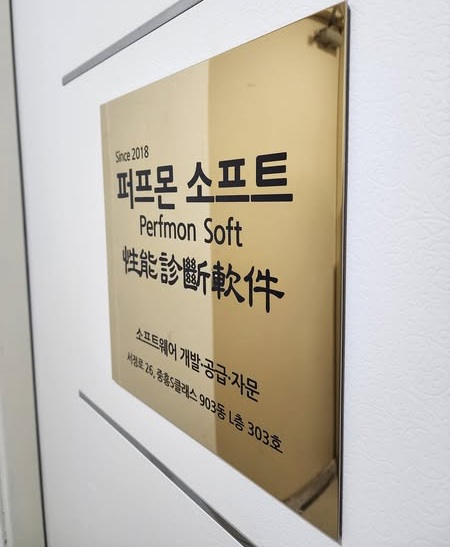 Since 2018
퍼프몬 소프트
Perfmon Soft
性能診斷軟件
소프트웨어 개발·공급·자문
서정로 26, 중흥S클래스 903동 L층 303호